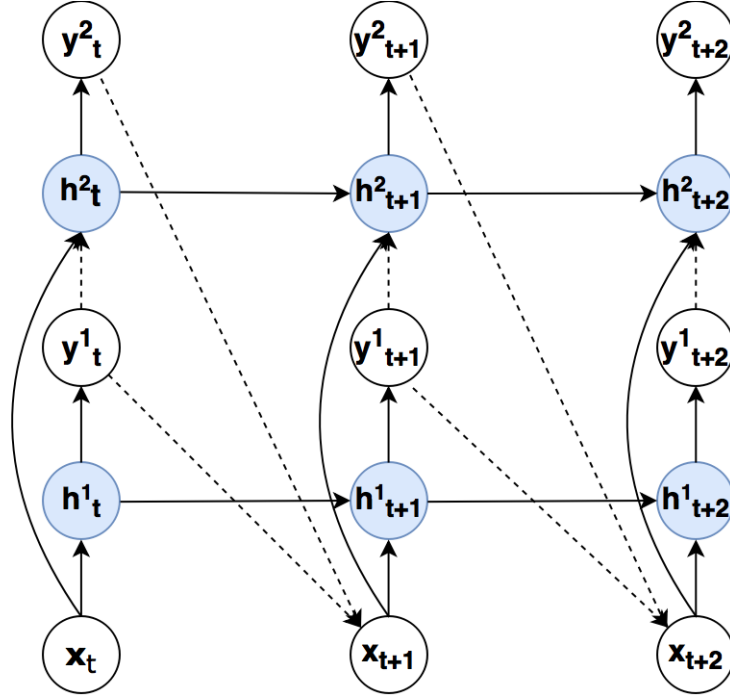 y²t y²t+1 y²t+2
h²t h²t+1 h²t+2
y¹t y¹t+1 y¹t+2
h¹t h¹t+1 h¹t+2
xt xt+1 xt+2